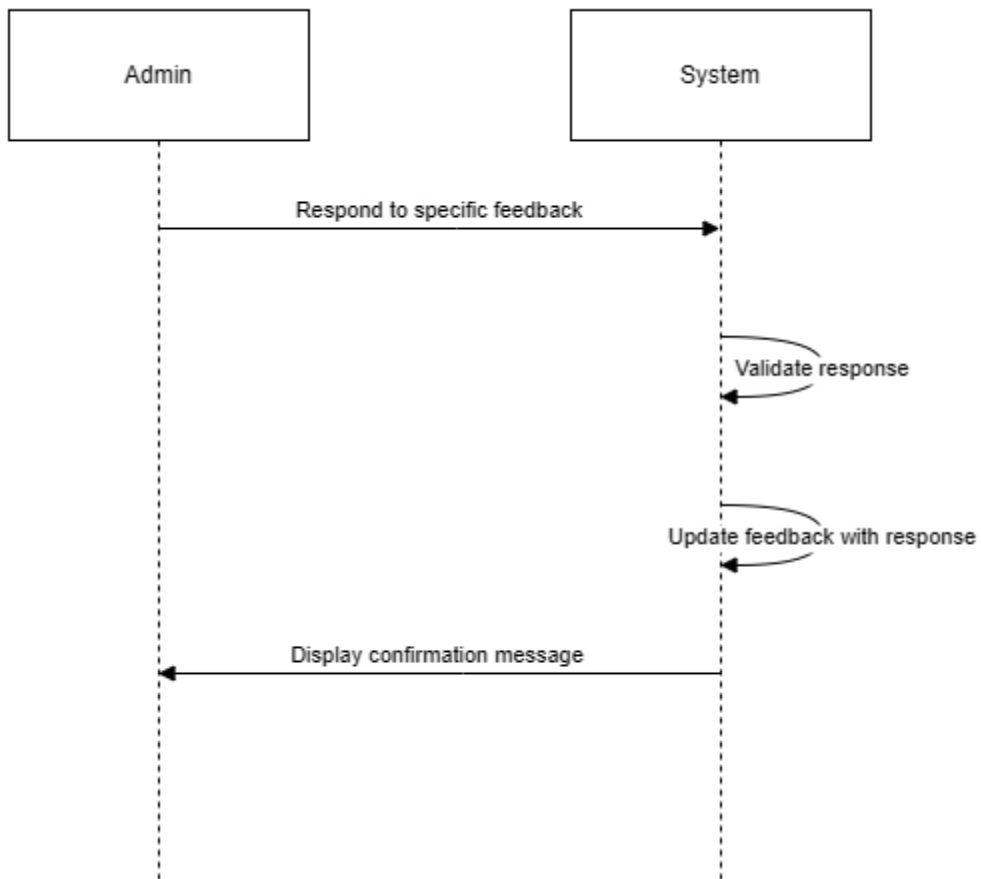 Admin
System
Respond to specific feedback
Validate response
Update feedback with response
Display confirmation message